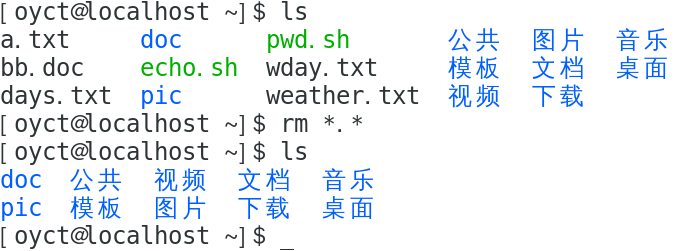 [oyct@localhost ~]$ ls
a.txt     doc      pwd.sh       公共  图片  音乐
bb.doc    echo.sh  wday.txt     模板  文档  桌面
days.txt  pic      weather.txt  视频  下载
[oyct@localhost ~]$ rm *.*
[oyct@localhost ~]$ ls
doc  公共  视频  文档  音乐
pic  模板  图片  下载  桌面
[oyct@localhost ~]$ _